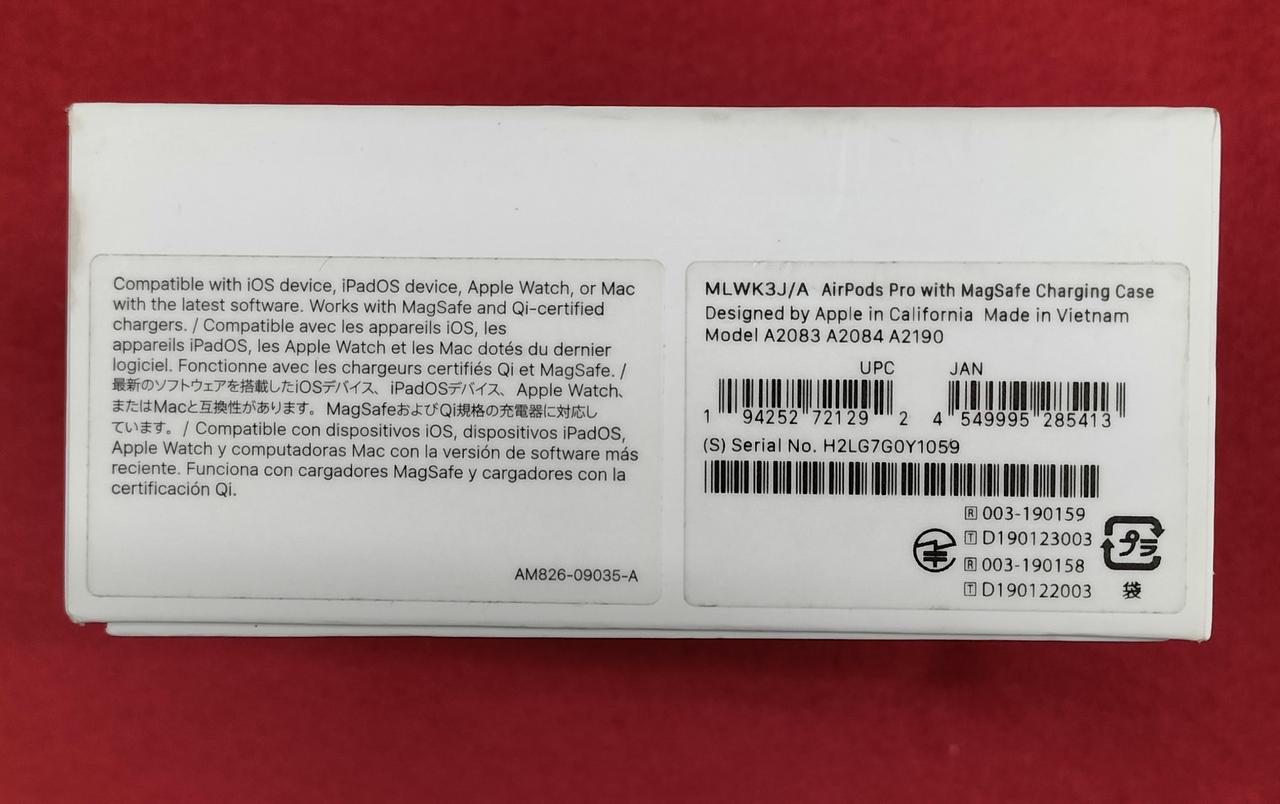 Compatible with iOS device, iPadOS device, Apple Watch, or Mac
with the latest software. Works with MagSafe and Qi-certified
chargers. / Compatible avec les appareils iOS, les
appareils iPadOS, les Apple Watch et les Mac dotés du dernier
logiciel. Fonctionne avec les chargeurs certifiés Qi et MagSafe. /
最新のソフトウェアを搭載したiOSデバイス、iPadOSデバイス、Apple Watch、
またはMacと互換性があります。MagSafeおよびQi規格の充電器に対応し
ています。/ Compatible con dispositivos iOS, dispositivos iPadOS,
Apple Watch y computadoras Mac con la versión de software más
reciente. Funciona con cargadores MagSafe y cargadores con la
certificación Qi.
AM826-09035-A
MLWK3J/A AirPods Pro with MagSafe Charging Case
Designed by Apple in California Made in Vietnam
Model A2083 A2084 A2190
UPC JAN
1 94252 72129 2 4 549995 285413
(S) Serial No. H2LG7G0Y1059
R 003-190159
T D190123003
R 003-190158
T D190122003
プラ
袋